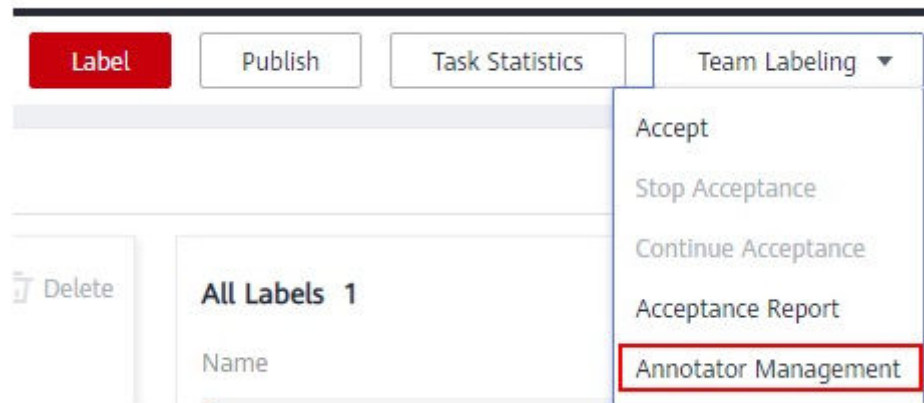 Label Publish Task Statistics Team Labeling
Accept
Stop Acceptance
Continue Acceptance
Delete All Labels 1 Acceptance Report
Name Annotator Management